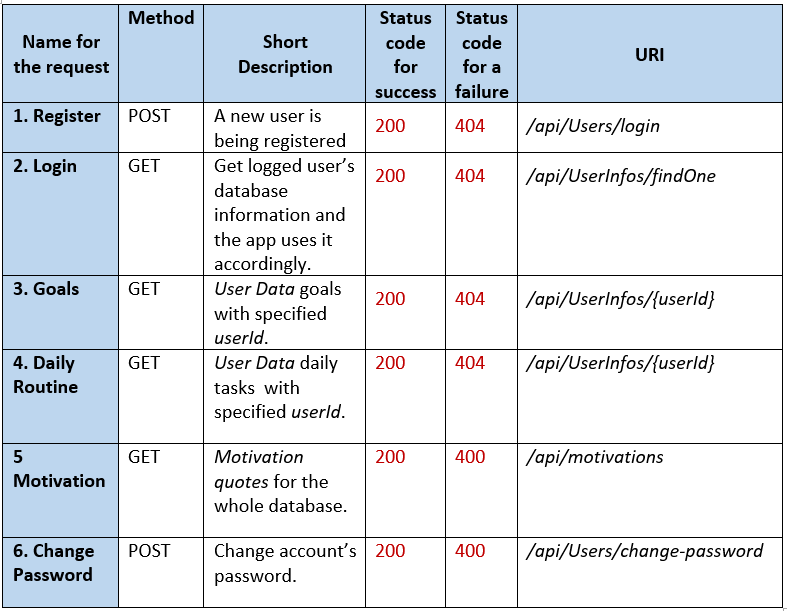 Name for
the request
Method
Short
Description
Status
code
for
success
Status
code
for a
failure
URI
1. Register
POST
A new user is
being registered
200
404
/api/Users/login
2. Login
GET
Get logged user’s
database
information and
the app uses it
accordingly.
200
404
/api/UserInfos/findOne
3. Goals
GET
User Data goals
with specified
userId.
200
404
/api/UserInfos/{userId}
4. Daily
Routine
GET
User Data daily
tasks with
specified userId.
200
404
/api/UserInfos/{userId}
5
Motivation
GET
Motivation
quotes for the
whole database.
200
400
/api/motivations
6. Change
Password
POST
Change account’s
password.
200
400
/api/Users/change-password